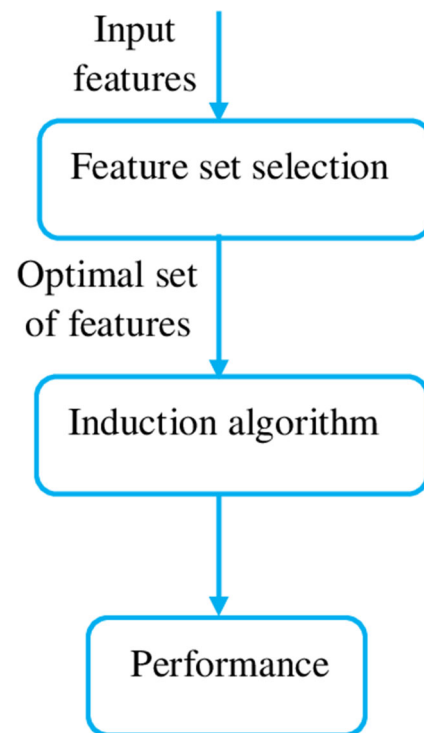 Input
features
Feature set selection
Optimal set
of features
Induction algorithm
Performance